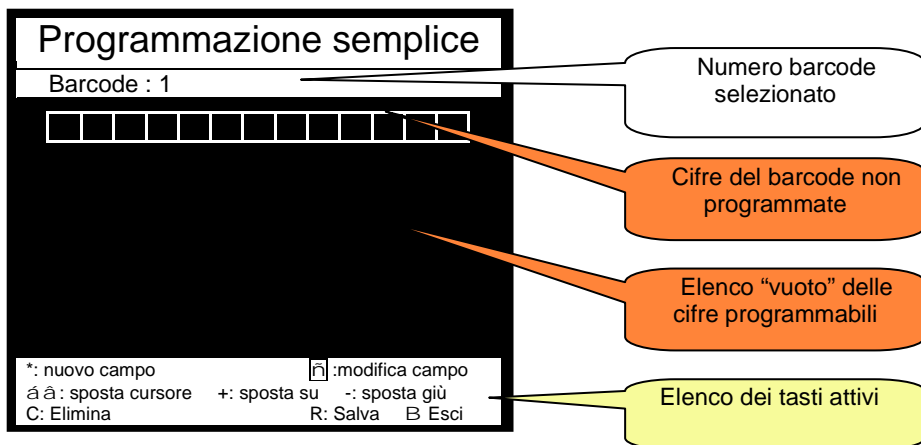 Programmazione semplice
Barcode : 1
Numero barcode
selezionato
Cifre del barcode non
programmate
Elenco “vuoto” delle
cifre programmabili
*: nuovo campo ñ :modifica campo
á â : sposta cursore +: sposta su -: sposta giù
C: Elimina R: Salva B Esci
Elenco dei tasti attivi